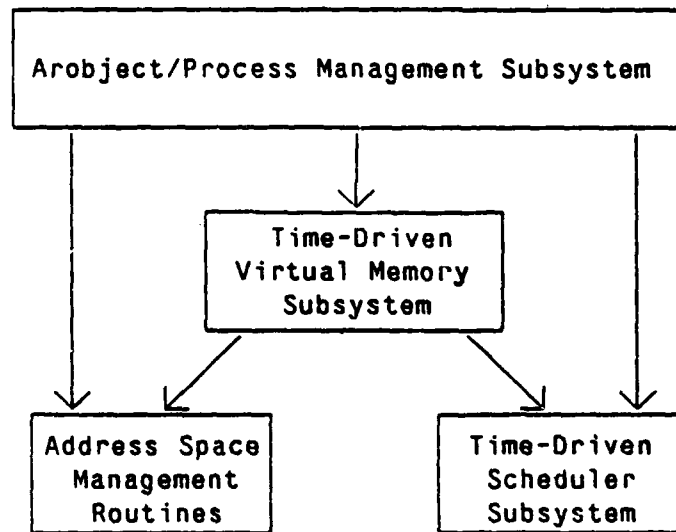 Arobject/Process Management Subsystem
Time-Driven
Virtual Memory
Subsystem
Address Space
Management
Routines
Time-Driven
Scheduler
Subsystem